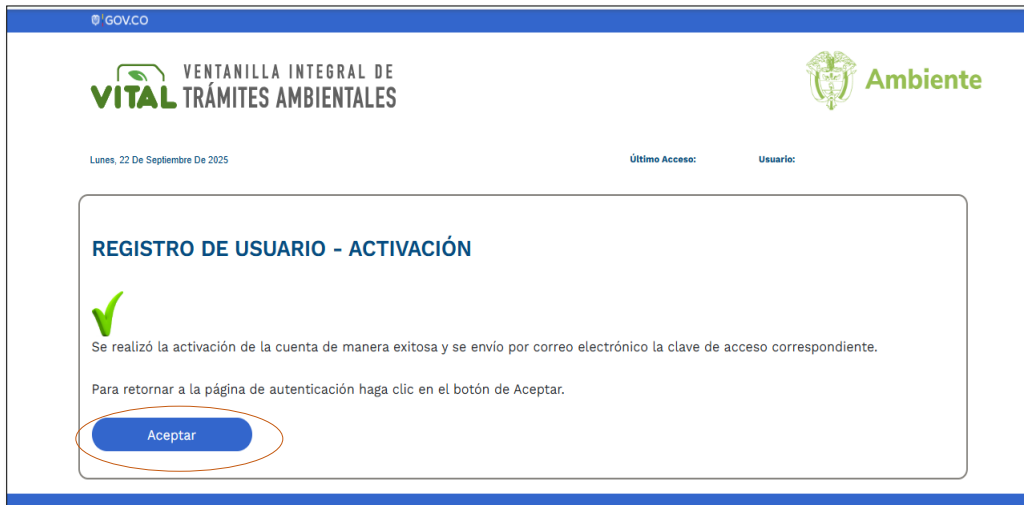 GOV.CO
VENTANILLA INTEGRAL DE
VITAL TRÁMITES AMBIENTALES
Ambiente
Lunes, 22 De Septiembre De 2025
Último Acceso:
Usuario:
REGISTRO DE USUARIO - ACTIVACIÓN
Se realizó la activación de la cuenta de manera exitosa y se envío por correo electrónico la clave de acceso correspondiente.
Para retornar a la página de autenticación haga clic en el botón de Aceptar.
Aceptar